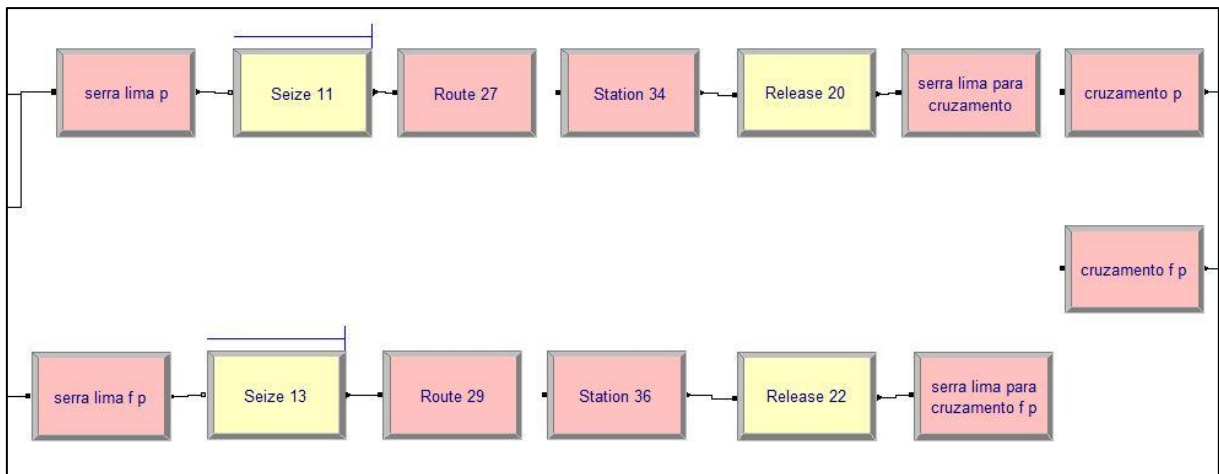 serra lima p
Seize 11
Route 27
Station 34
Release 20
serra lima para
cruzamento
cruzamento p
cruzamento f p
serra lima f p
Seize 13
Route 29
Station 36
Release 22
serra lima para
cruzamento f p